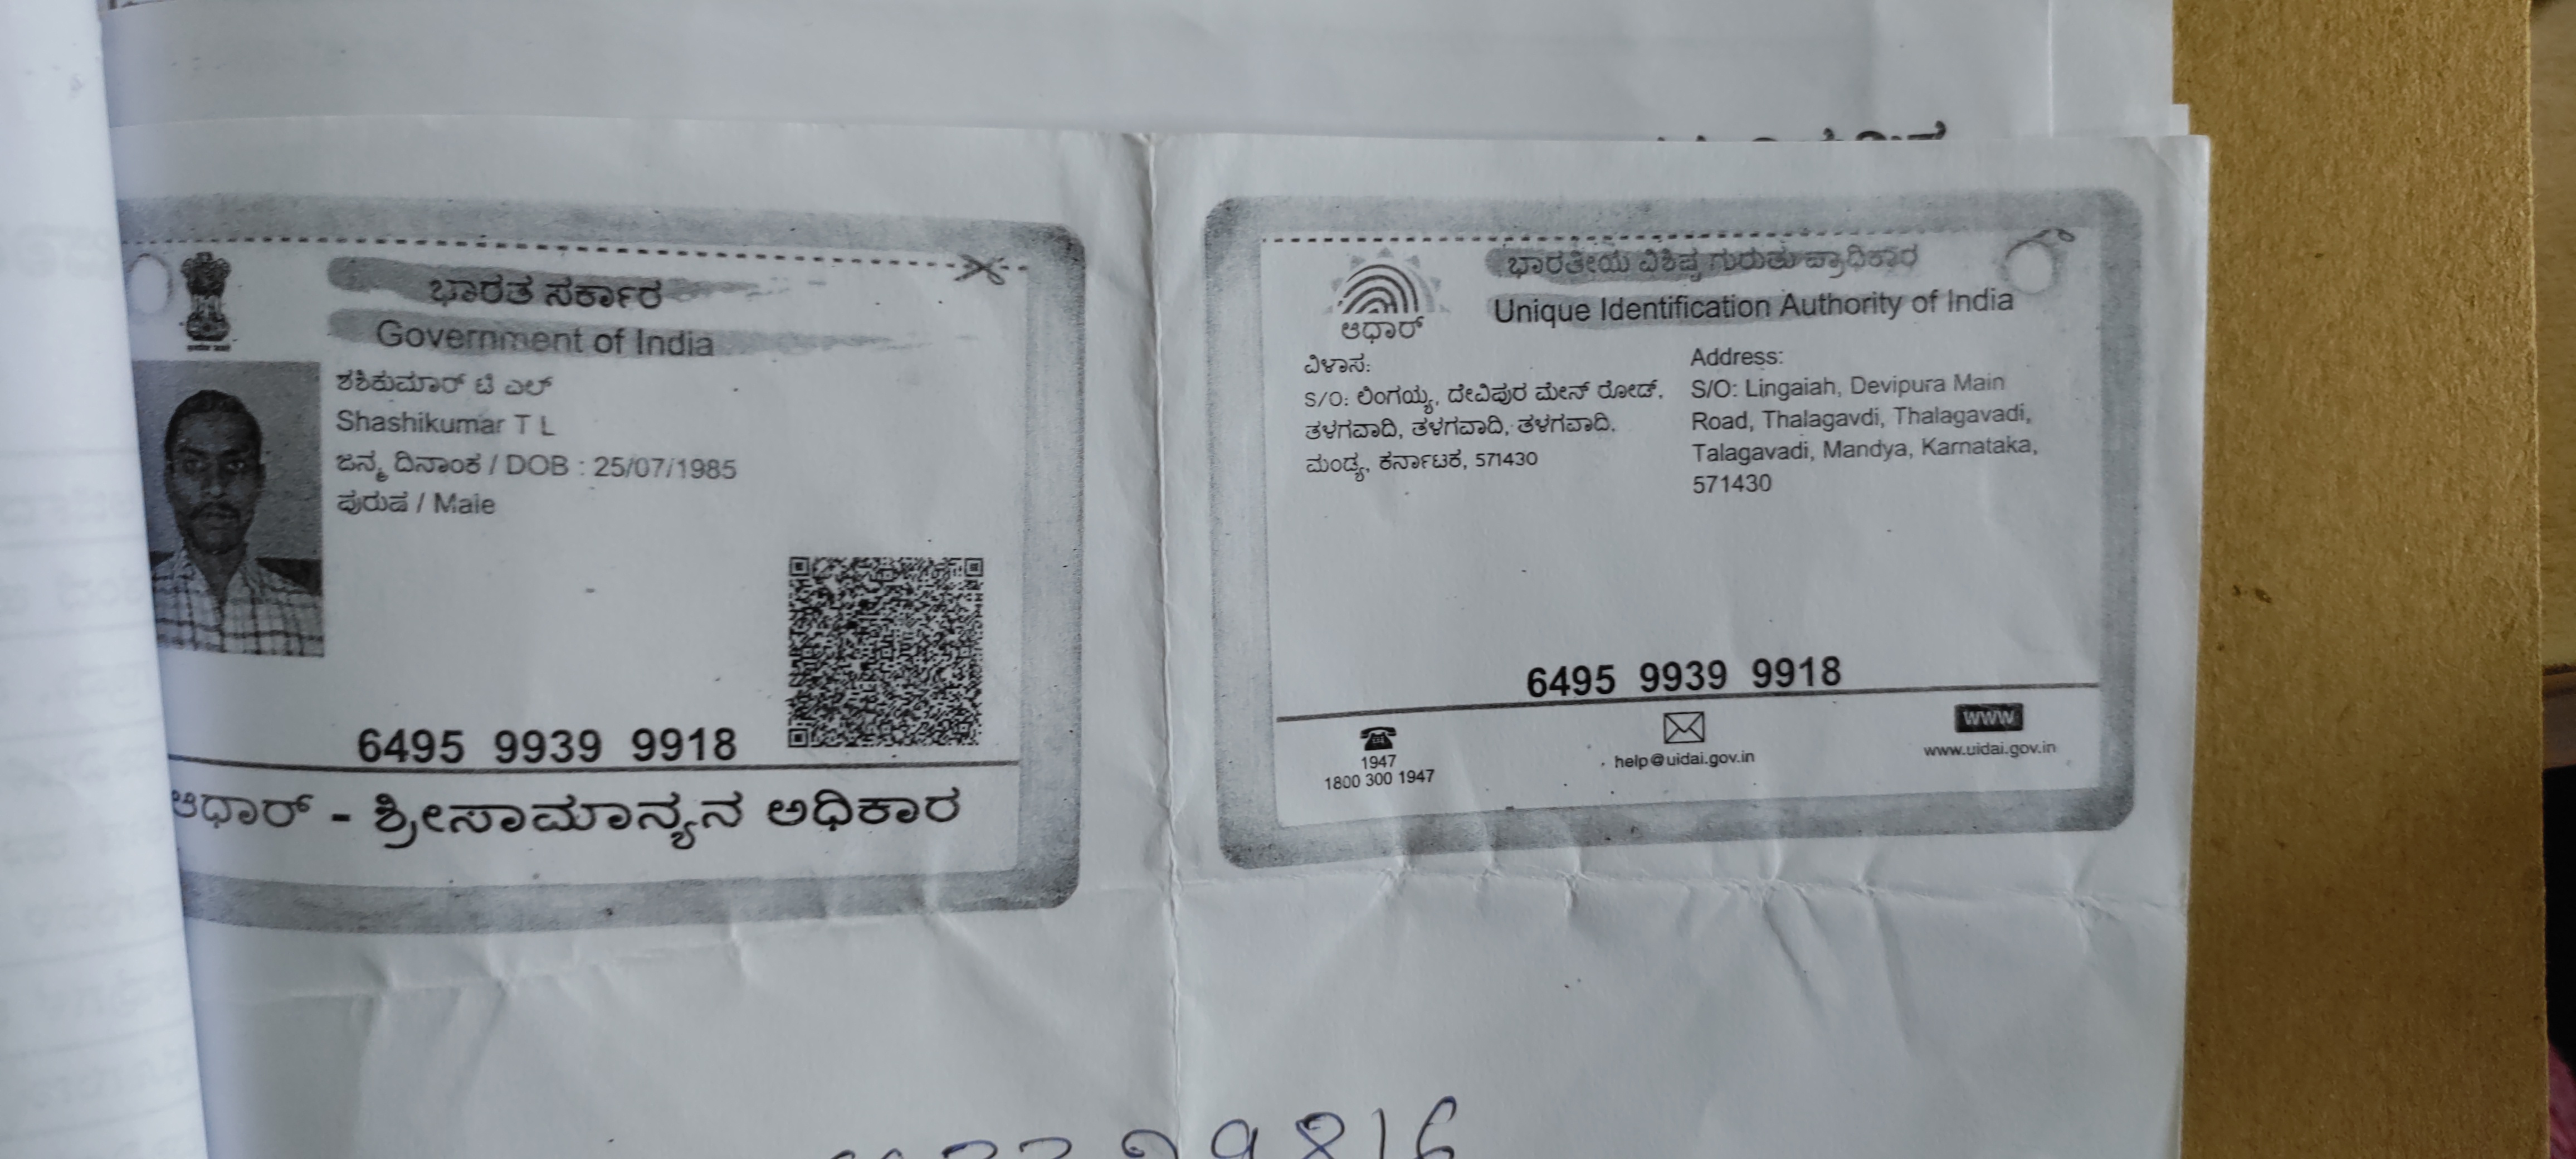 ಭಾರತ ಸರ್ಕಾರ
Government of India
ಶಶಿಕುಮಾರ್ ಟಿ ಎಲ್
Shashikumar T L
ಜನ್ಮ ದಿನಾಂಕ / DOB : 25/07/1985
ಪುರುಷ / Male
6495 9939 9918
ಆಧಾರ್ - ಶ್ರೀಸಾಮಾನ್ಯನ ಅಧಿಕಾರ
ಭಾರತೀಯ ವಿಶಿಷ್ಟ ಗುರುತು ಪ್ರಾಧಿಕಾರ
Unique Identification Authority of India
ಆಧಾರ್
ವಿಳಾಸ:
S/O: ಲಿಂಗಯ್ಯ, ದೇವಿಪುರ ಮೇನ್ ರೋಡ್,
ತಳಗವಾದಿ, ತಳಗವಾದಿ, ತಳಗವಾದಿ,
ಮಂಡ್ಯ, ಕರ್ನಾಟಕ, 571430
Address:
S/O: Lingaiah, Devipura Main
Road, Thalagavdi, Thalagavadi,
Talagavadi, Mandya, Karnataka,
571430
6495 9939 9918
1947
1800 300 1947
help@uidai.gov.in
www
www.uidai.gov.in